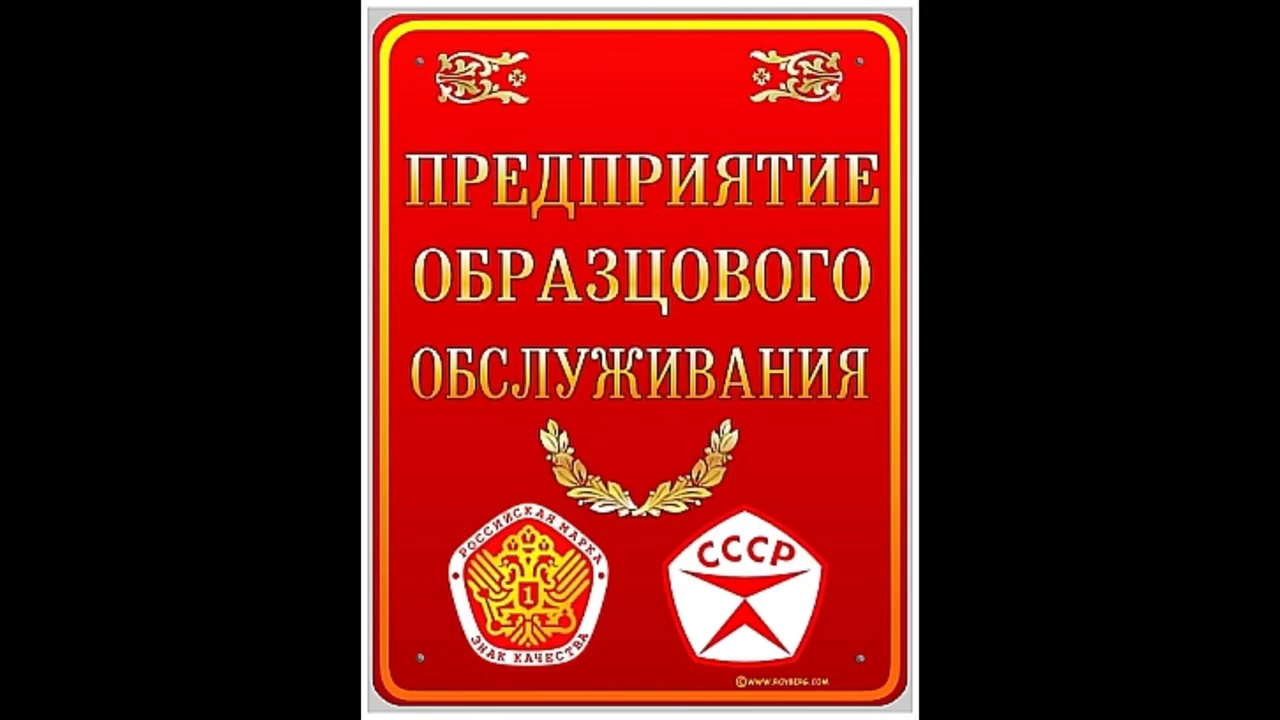 ПРЕДПРИЯТИЕ
ОБРАЗЦОВОГО
ОБСЛУЖИВАНИЯ
РОССИЙСКАЯ МАРКА
1
ЗНАК КАЧЕСТВА
СССР
©WWW.ROYBERG.COM